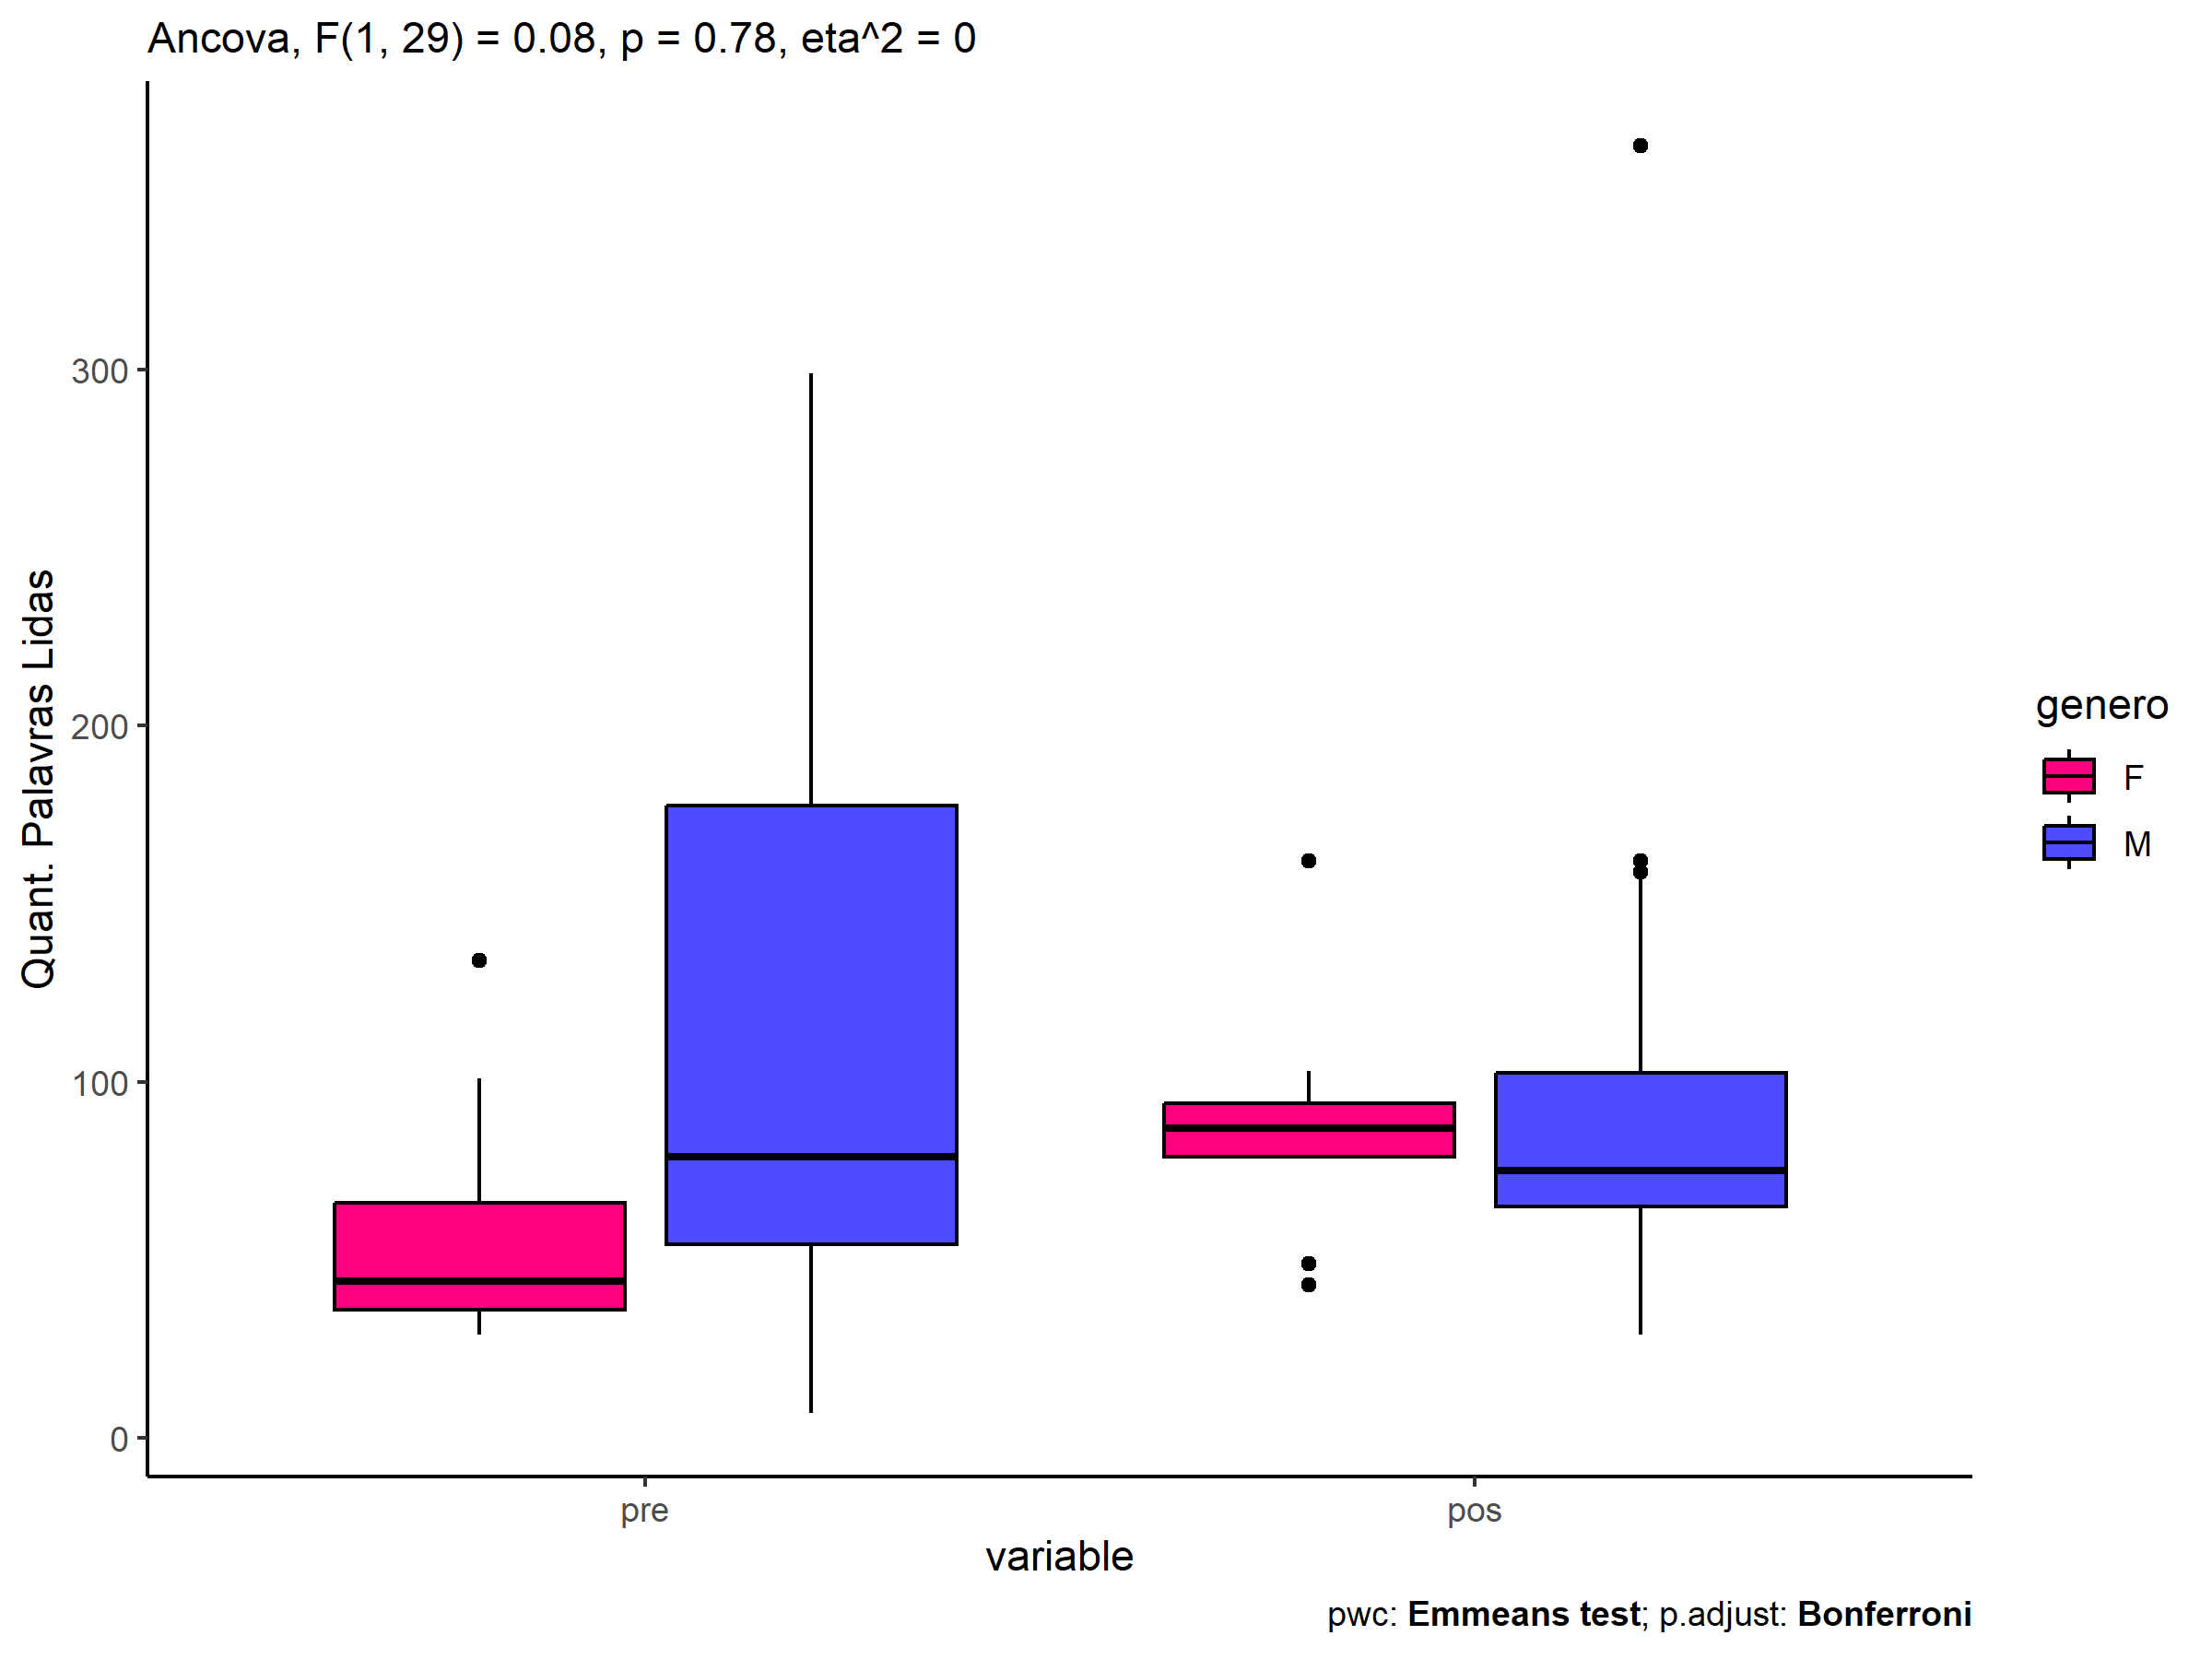 Ancova, F(1, 29) = 0.08, p = 0.78, eta^2 = 0
Quant. Palavras Lidas
300
200
100
0
pre
pos
variable
genero
F
M
pwc: Emmeans test; p.adjust: Bonferroni